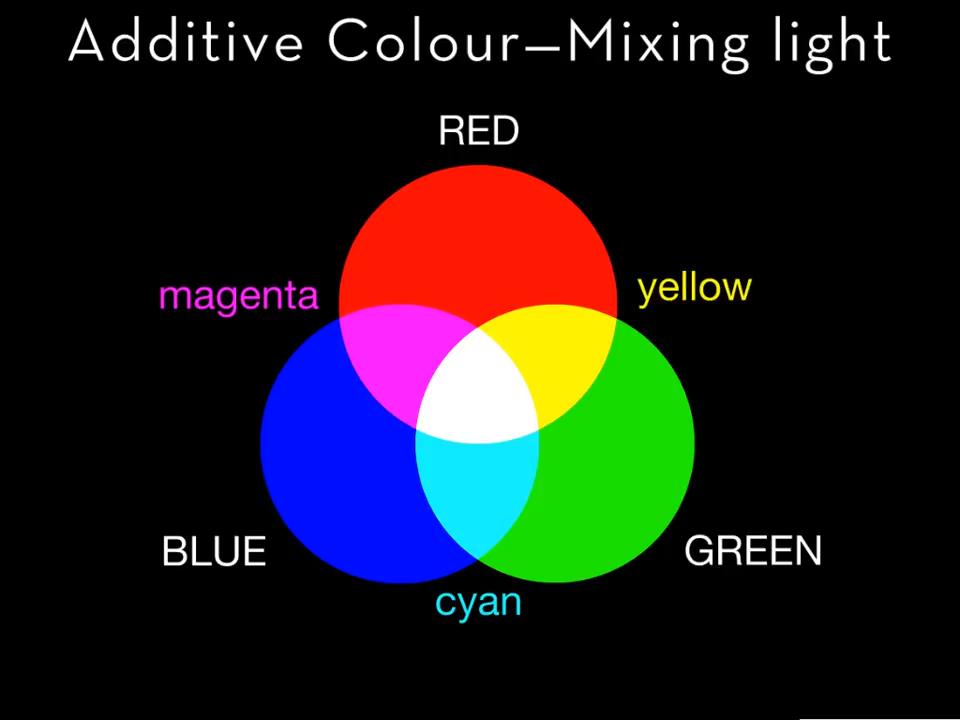 Additive Colour—Mixing light
RED
magenta
yellow
BLUE
GREEN
cyan